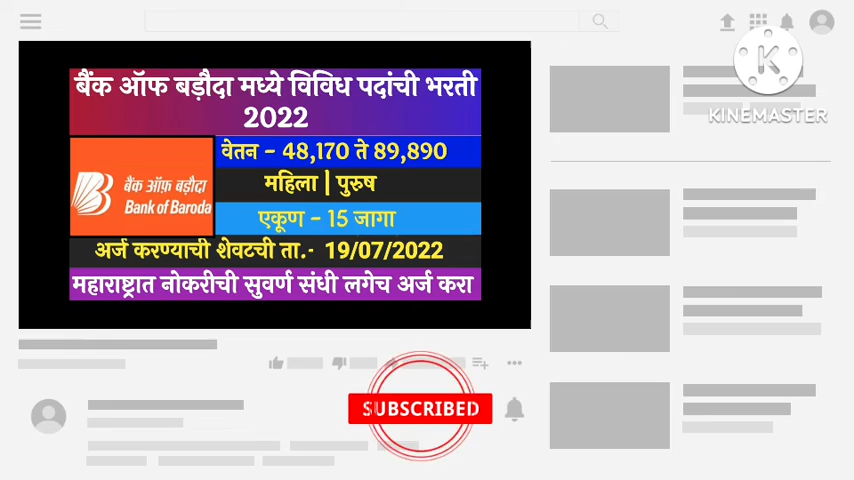 बैंक ऑफ बड़ौदा मध्ये विविध पदांची भरती
2022
वेतन - 48,170 ते 89,890
महिला | पुरुष
बैंक ऑफ़ बड़ौदा
Bank of Baroda
एकूण - 15 जागा
अर्ज करण्याची शेवटची ता.- 19/07/2022
महाराष्ट्रात नोकरीची सुवर्ण संधी लगेच अर्ज करा
KINEMASTER
SUBSCRIBED